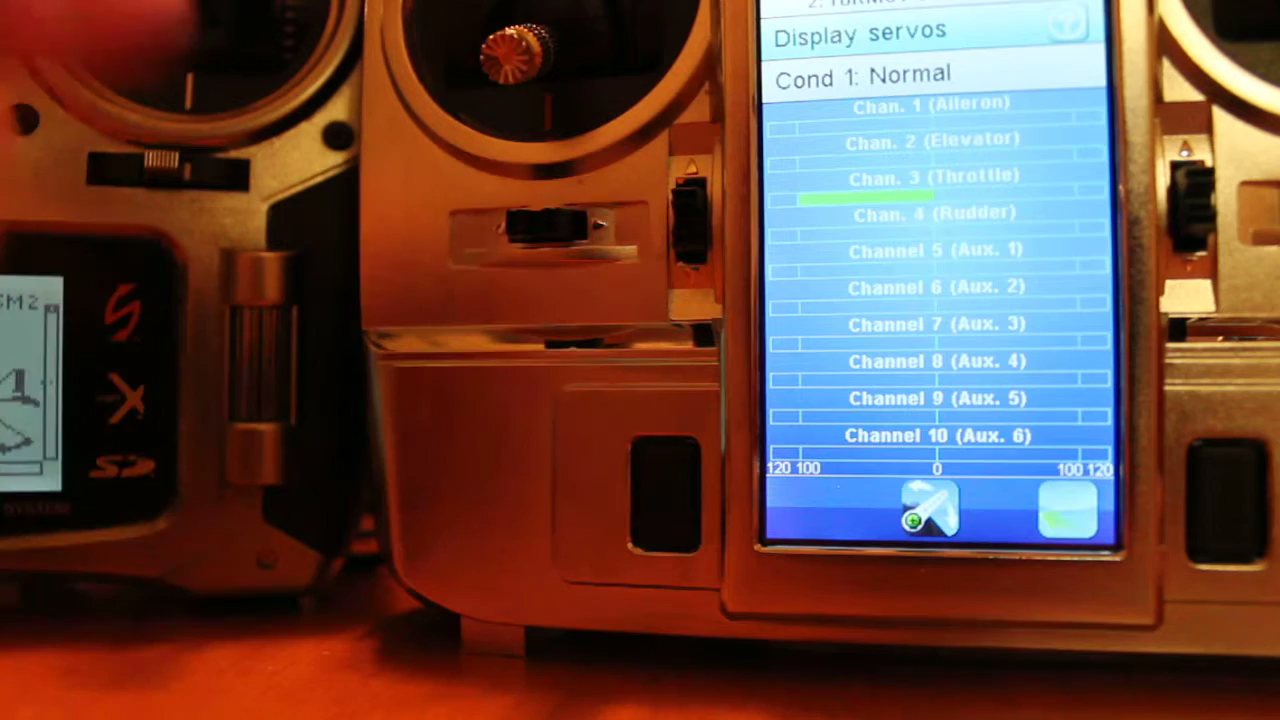 Display servos
Cond 1: Normal
Chan. 1 (Aileron)
Chan. 2 (Elevator)
Chan. 3 (Throttle)
Chan. 4 (Rudder)
Channel 5 (Aux. 1)
Channel 6 (Aux. 2)
Channel 7 (Aux. 3)
Channel 8 (Aux. 4)
Channel 9 (Aux. 5)
Channel 10 (Aux. 6)
120 100 0 100 120
SM2